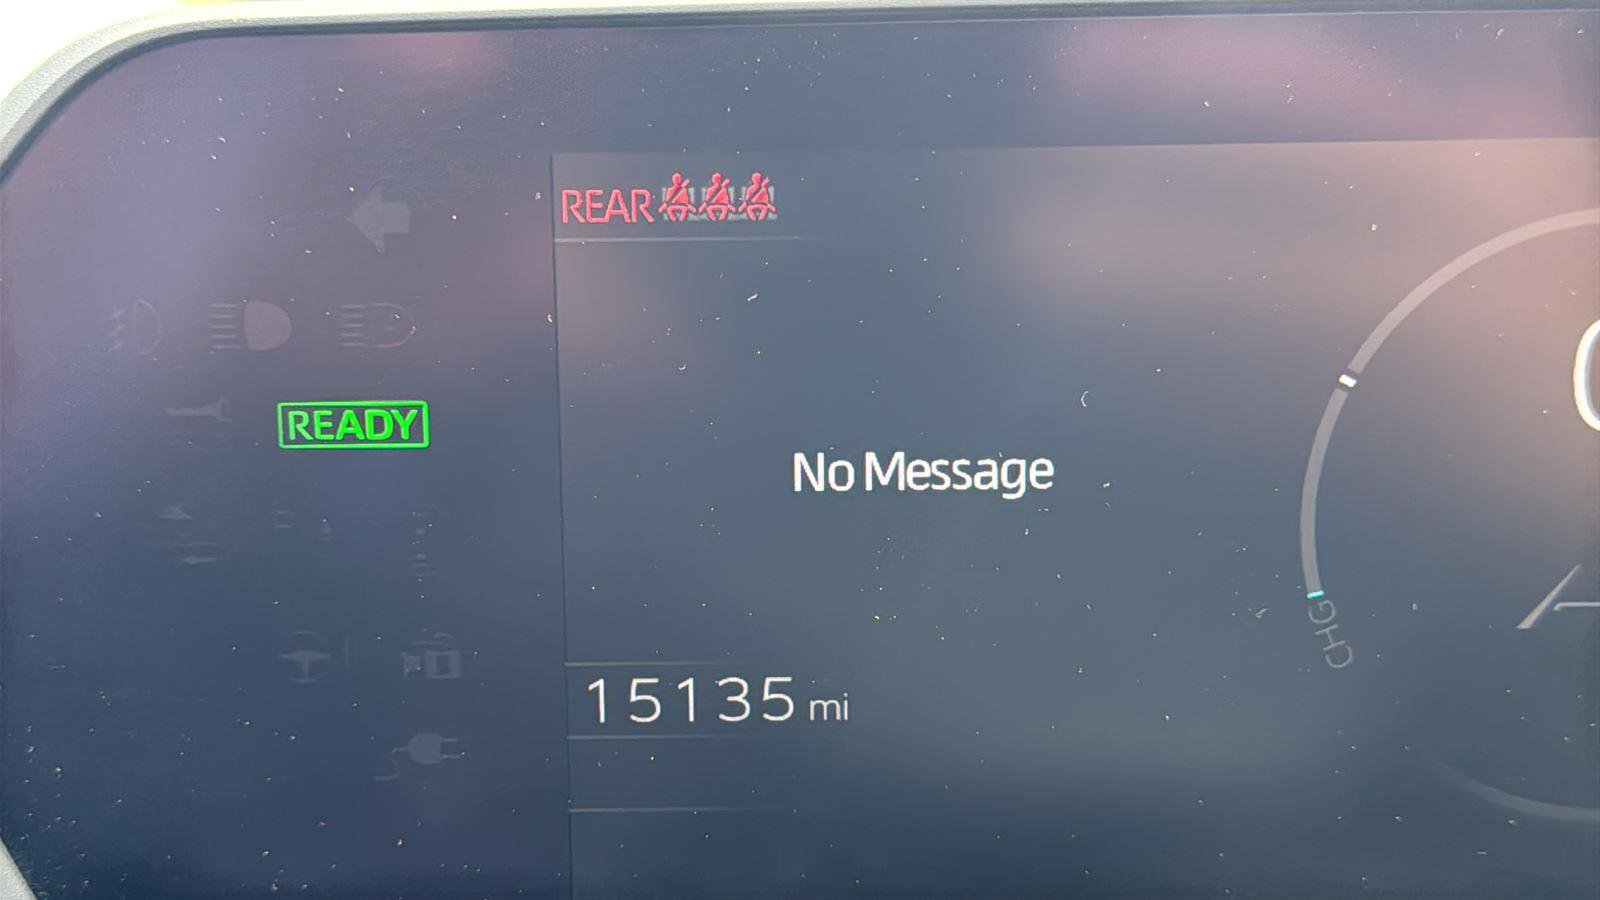 REAR
READY
No Message
15135 mi
CHG